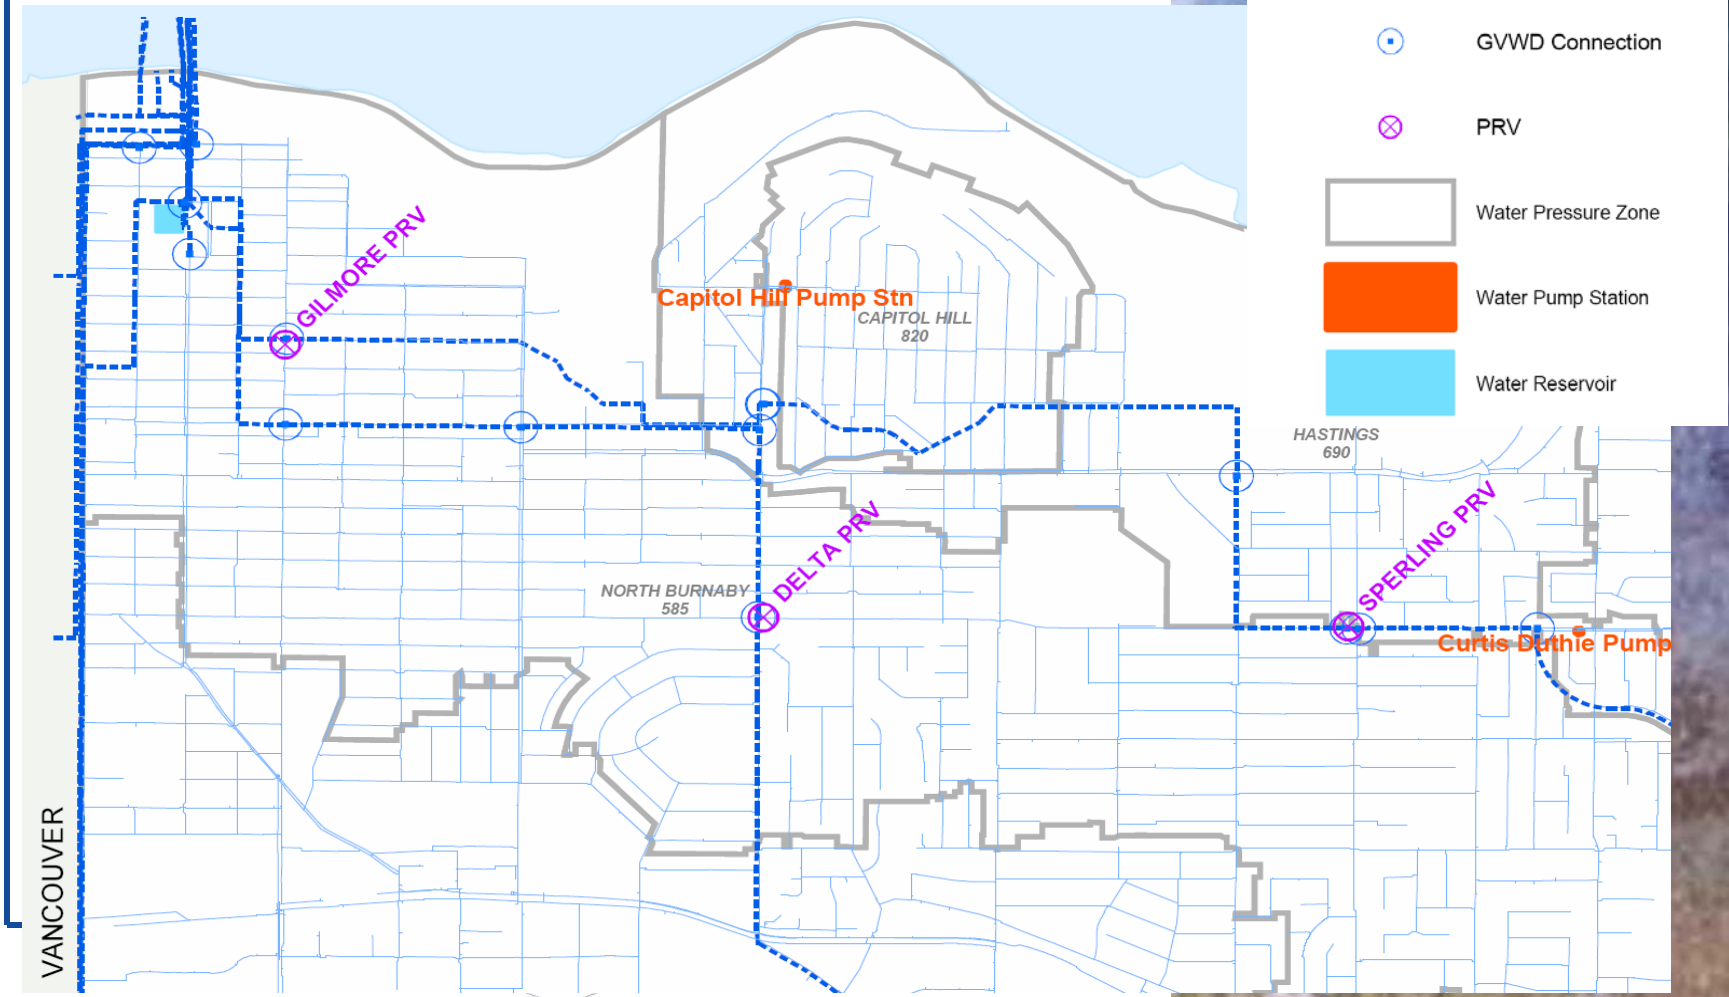 GVWD Connection
PRV
Water Pressure Zone
Water Pump Station
Water Reservoir
GILMORE PRV
Capitol Hill Pump Stn
CAPITOL HILL
820
HASTINGS
690
DELTA PRV
SPERLING PRV
NORTH BURNABY
585
Curtis Duthie Pump
VANCOUVER